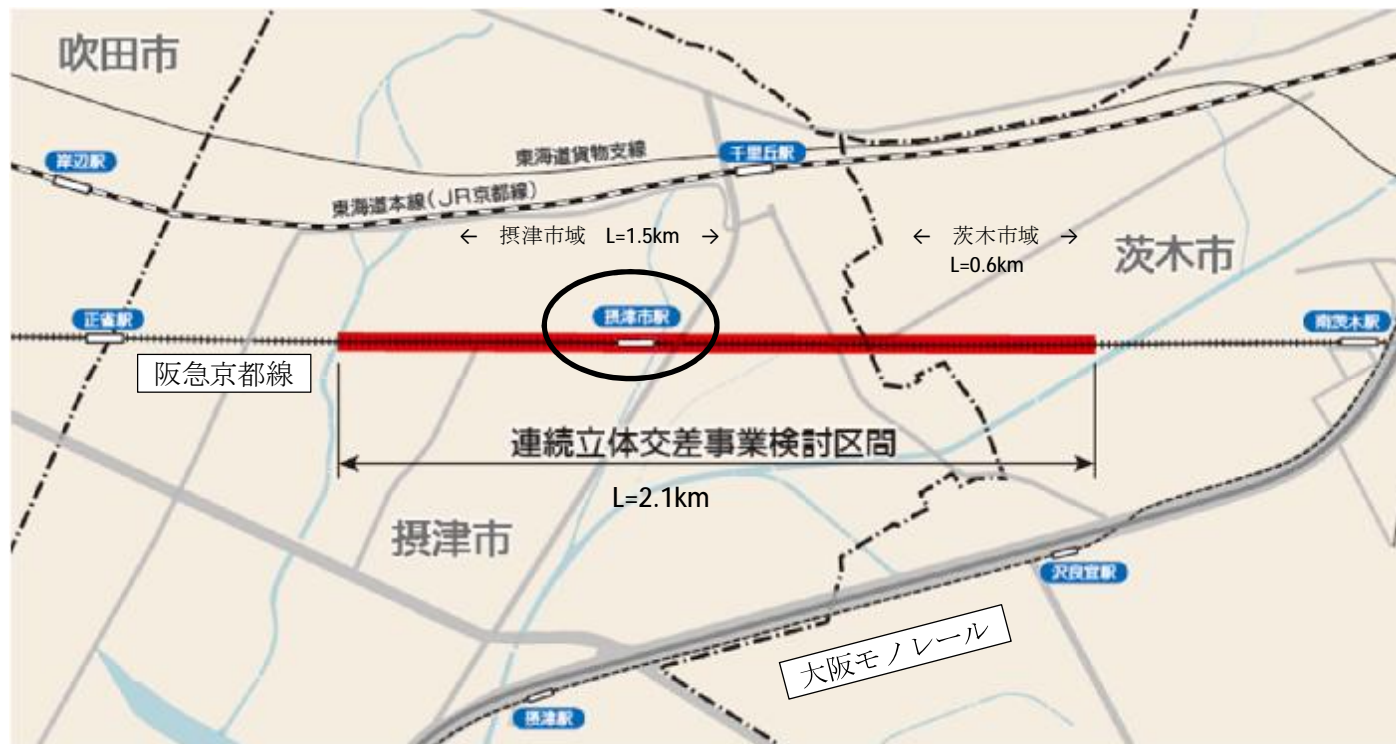 吹田市
岸辺駅
東海道貨物支線
千里丘駅
東海道本線(JR京都線)
← 摂津市域 L=1.5km →
← 茨木市域 →
L=0.6km
茨木市
正雀駅
摂津市駅
南茨木駅
阪急京都線
連続立体交差事業検討区間
L=2.1km
摂津市
沢良宜駅
大阪モノレール
摂津駅